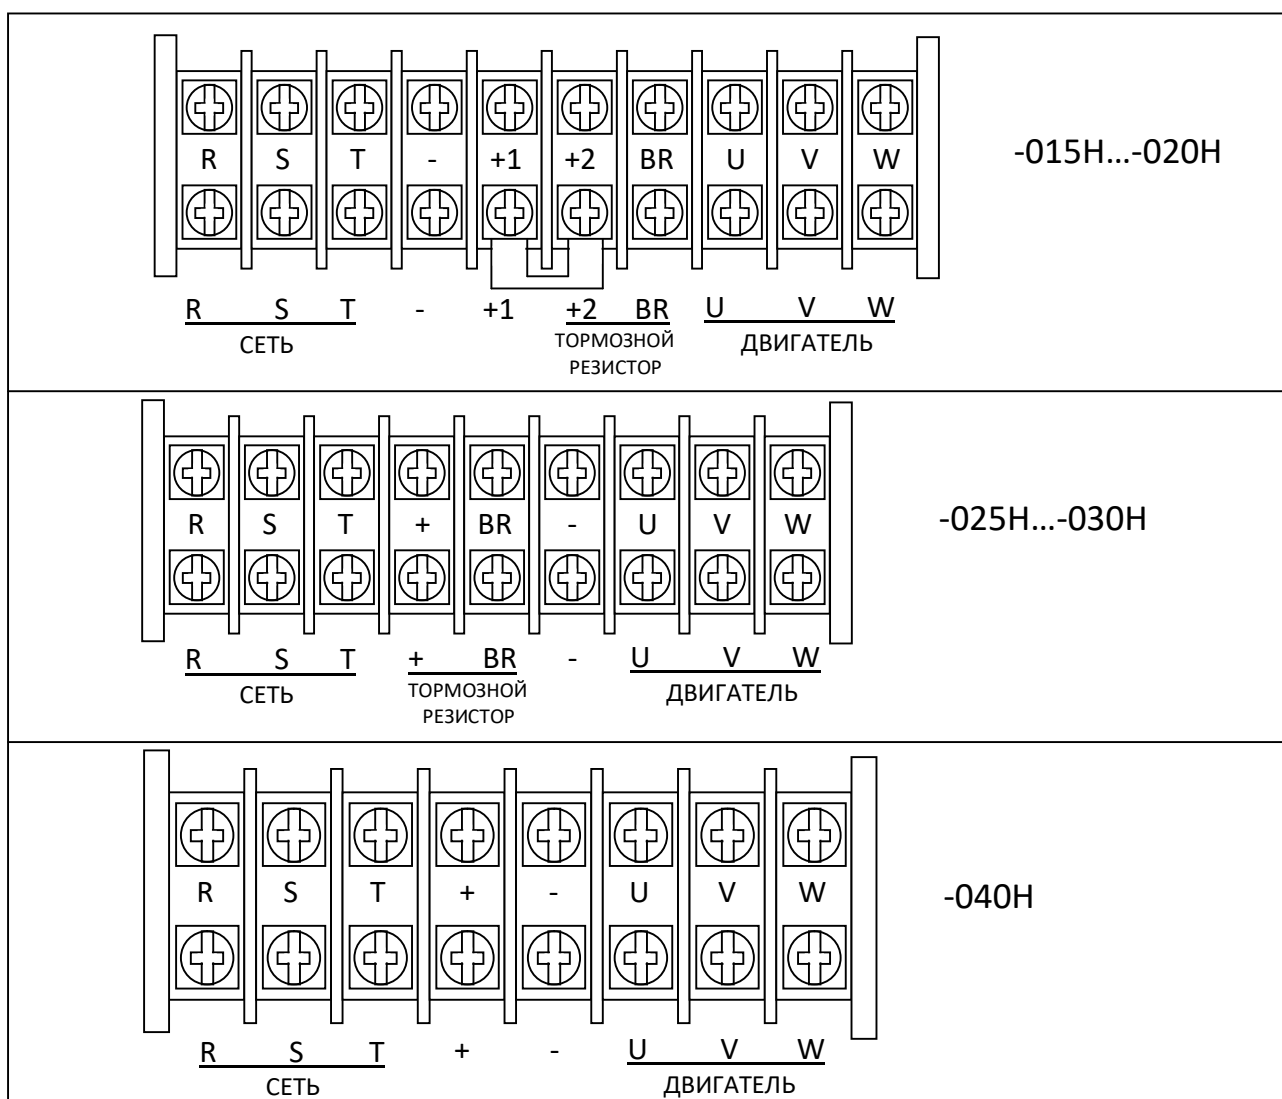 R S T - +1 +2 BR U V W
-015H...-020H
R S T - +1 +2 BR U V W
СЕТЬ ТОРМОЗНОЙ РЕЗИСТОР ДВИГАТЕЛЬ
R S T + BR - U V W
-025H...-030H
R S T + BR - U V W
СЕТЬ ТОРМОЗНОЙ РЕЗИСТОР ДВИГАТЕЛЬ
R S T + - U V W
-040H
R S T + - U V W
СЕТЬ ДВИГАТЕЛЬ